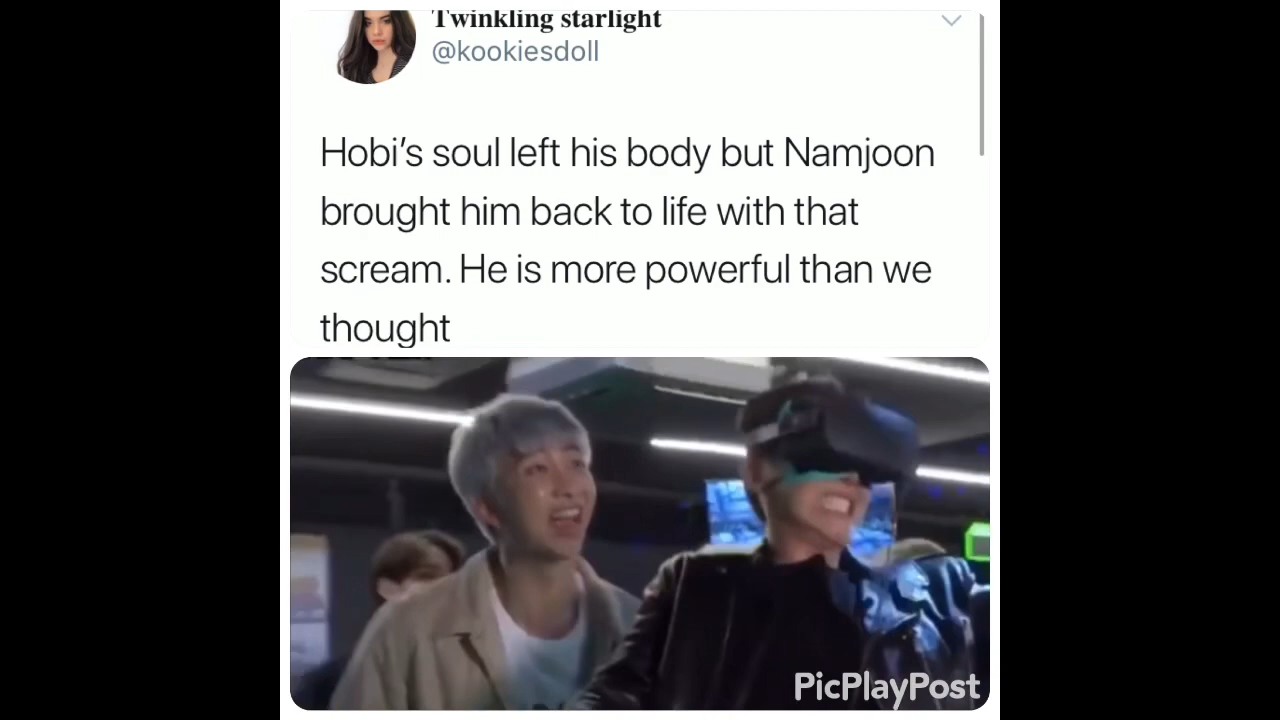 Twinkling starlight
@kookiesdoll
Hobi’s soul left his body but Namjoon
brought him back to life with that
scream. He is more powerful than we
thought
PicPlayPost